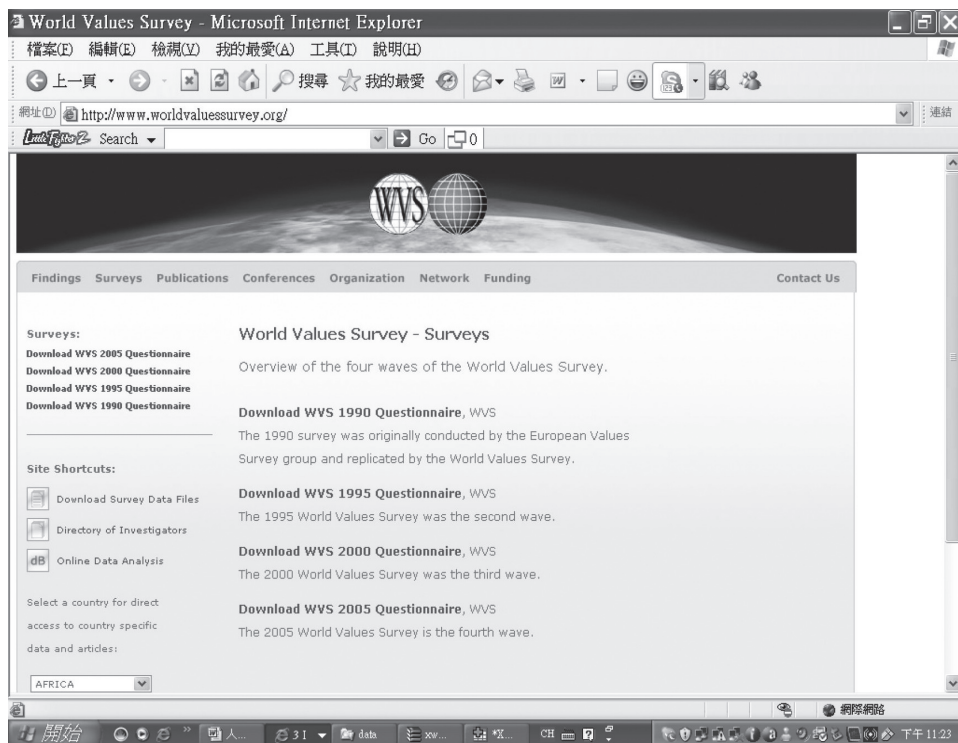 World Values Survey - Microsoft Internet Explorer
檔案(F) 編輯(E) 檢視(V) 我的最愛(A) 工具(T) 說明(H)
上一頁 搜尋 我的最愛
網址(D) http://www.worldvaluessurvey.org/ 連結
Search Go 0
WVS
Findings Surveys Publications Conferences Organization Network Funding Contact Us
Surveys:
Download WVS 2005 Questionnaire
Download WVS 2000 Questionnaire
Download WVS 1995 Questionnaire
Download WVS 1990 Questionnaire
Site Shortcuts:
Download Survey Data Files
Directory of Investigators
dB Online Data Analysis
Select a country for direct
access to country specific
data and articles:
AFRICA
World Values Survey - Surveys
Overview of the four waves of the World Values Survey.
Download WVS 1990 Questionnaire, WVS
The 1990 survey was originally conducted by the European Values
Survey group and replicated by the World Values Survey.
Download WVS 1995 Questionnaire, WVS
The 1995 World Values Survey was the second wave.
Download WVS 2000 Questionnaire, WVS
The 2000 World Values Survey was the third wave.
Download WVS 2005 Questionnaire, WVS
The 2005 World Values Survey is the fourth wave.
網際網路
開始 人... 3 I data xw... *X... CH 下午 11:23